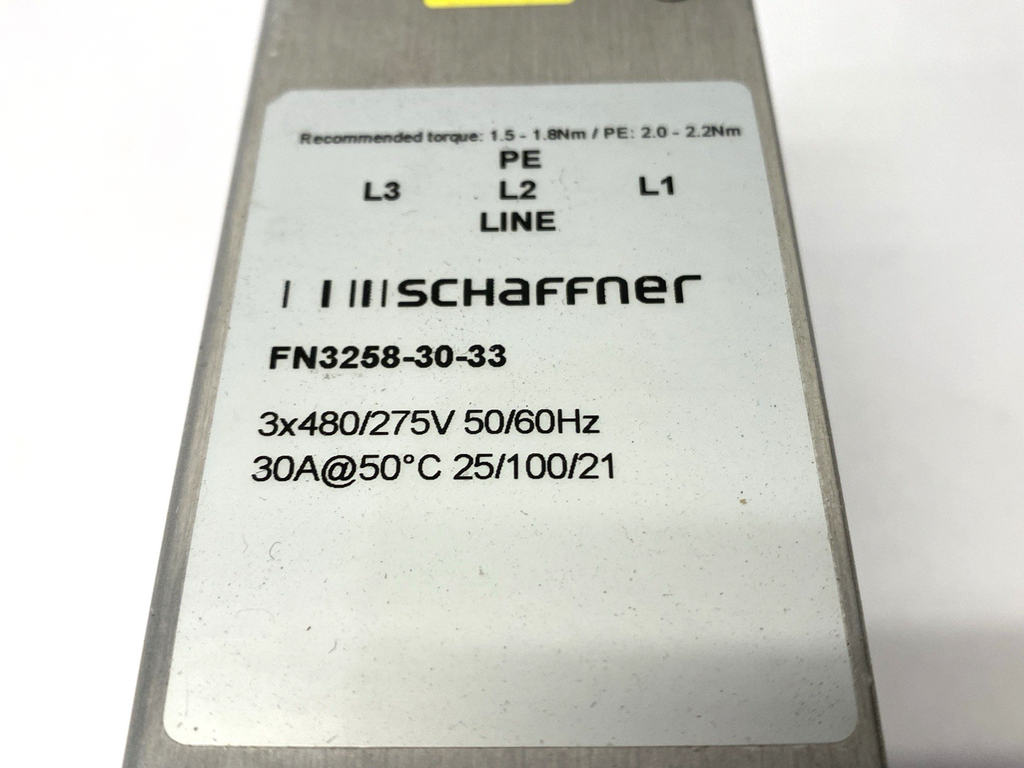 Recommended torque: 1.5 - 1.8Nm / PE: 2.0 - 2.2Nm
PE
L3 L2 L1
LINE
SCHaFFner
FN3258-30-33
3x480/275V 50/60Hz
30A@50°C 25/100/21